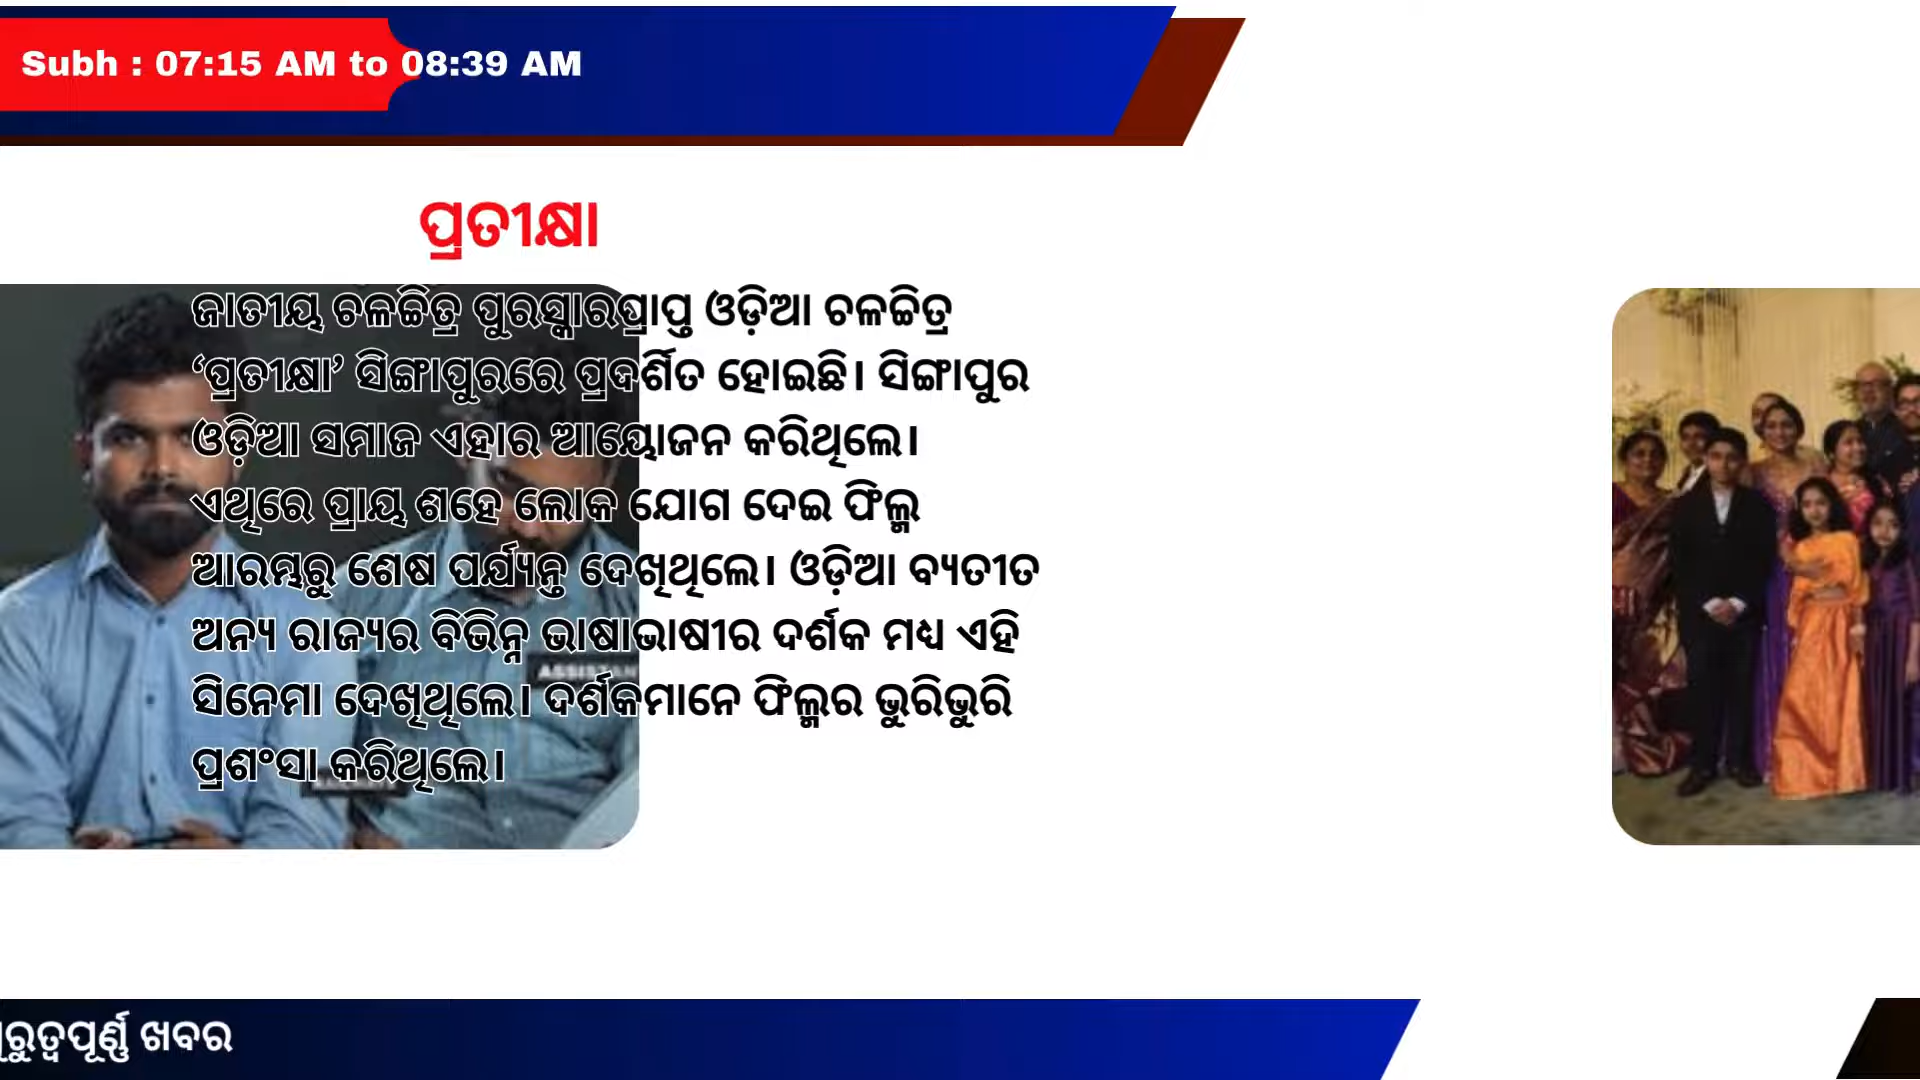 Subh : 07:15 AM to 08:39 AM
ପ୍ରତୀକ୍ଷା
ଜାତୀୟ ଚଳଚ୍ଚିତ୍ର ପୁରସ୍କାରପ୍ରାପ୍ତ ଓଡ଼ିଆ ଚଳଚ୍ଚିତ୍ର
‘ପ୍ରତୀକ୍ଷା’ ସିଙ୍ଗାପୁରରେ ପ୍ରଦର୍ଶିତ ହୋଇଛି। ସିଙ୍ଗାପୁର
ଓଡ଼ିଆ ସମାଜ ଏହାର ଆୟୋଜନ କରିଥିଲେ।
ଏଥିରେ ପ୍ରାୟ ଶହେ ଲୋକ ଯୋଗ ଦେଇ ଫିଲ୍ମ
ଆରମ୍ଭରୁ ଶେଷ ପର୍ଯ୍ୟନ୍ତ ଦେଖିଥିଲେ। ଓଡ଼ିଆ ବ୍ୟତୀତ
ଅନ୍ୟ ରାଜ୍ୟର ବିଭିନ୍ନ ଭାଷାଭାଷୀର ଦର୍ଶକ ମଧ୍ୟ ଏହି
ସିନେମା ଦେଖିଥିଲେ। ଦର୍ଶକମାନେ ଫିଲ୍ମର ଭୁରିଭୁରି
ପ୍ରଶଂସା କରିଥିଲେ।
ଖବର